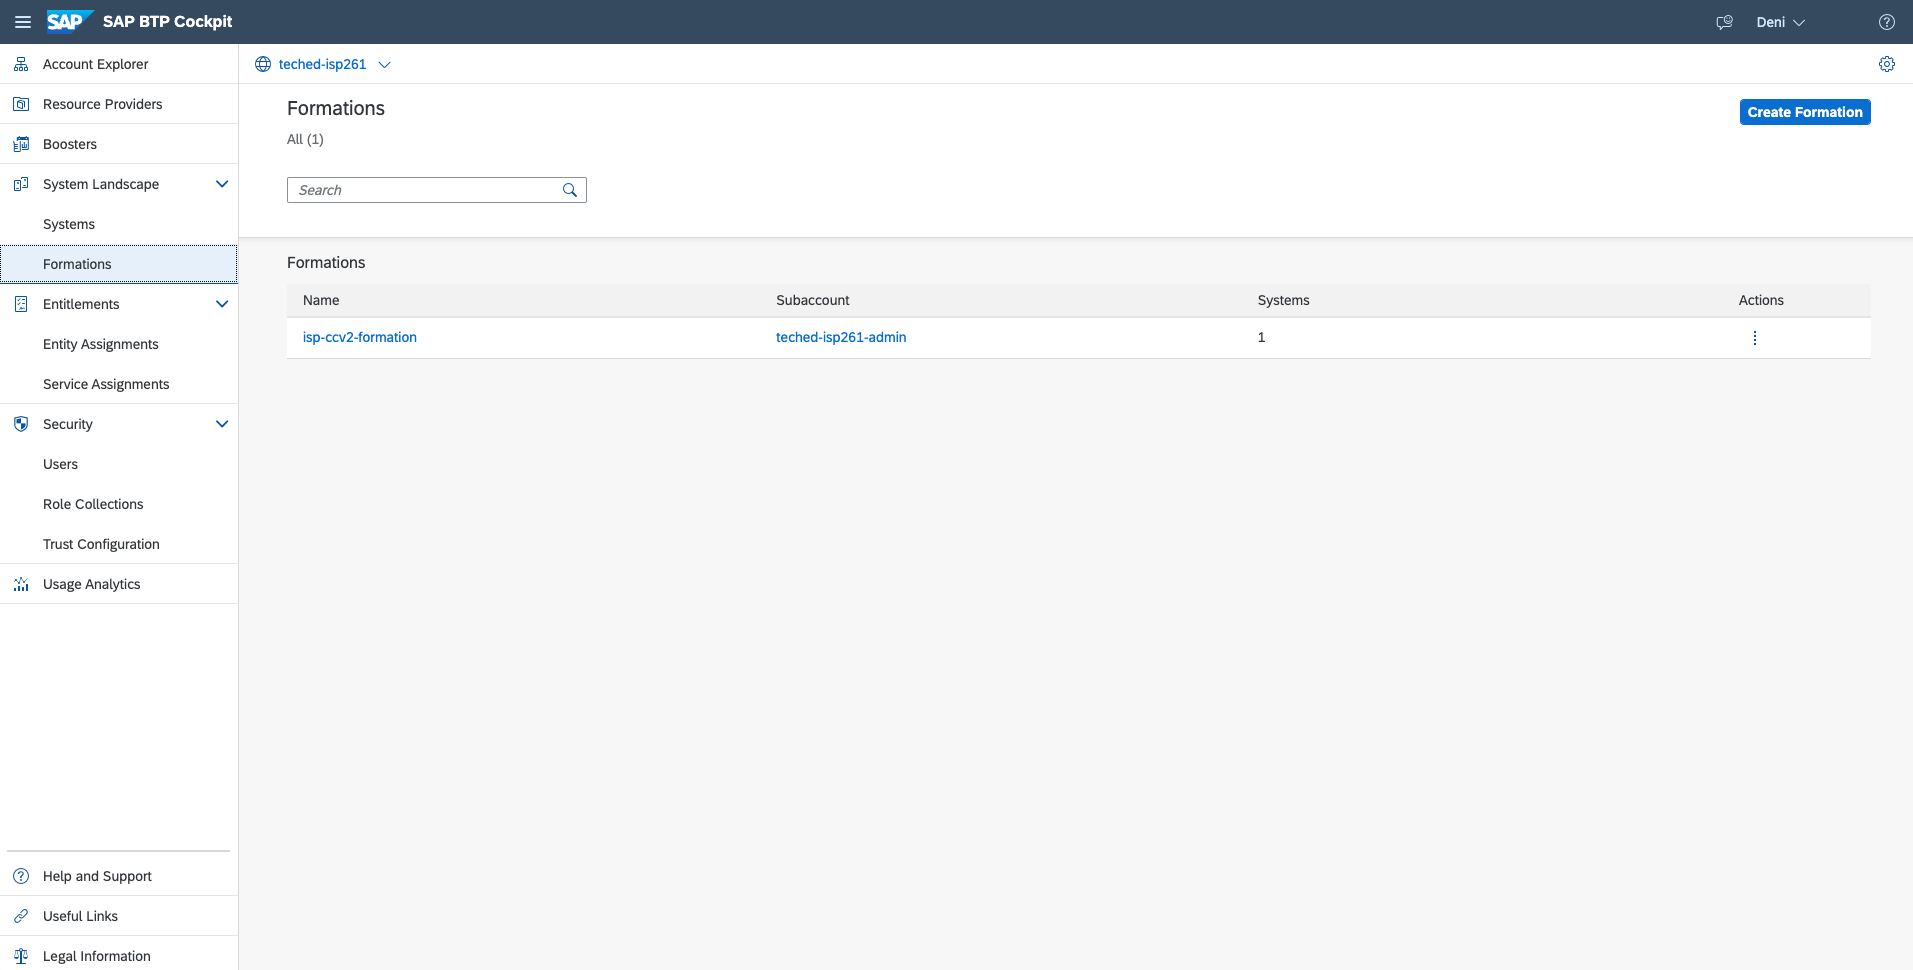 SAP SAP BTP Cockpit
Deni
Account Explorer
Resource Providers
Boosters
System Landscape
Systems
Formations
Entitlements
Entity Assignments
Service Assignments
Security
Users
Role Collections
Trust Configuration
Usage Analytics
Help and Support
Useful Links
Legal Information
teched-isp261
Formations
Create Formation
All (1)
Search
Formations
Name Subaccount Systems Actions
isp-ccv2-formation teched-isp261-admin 1